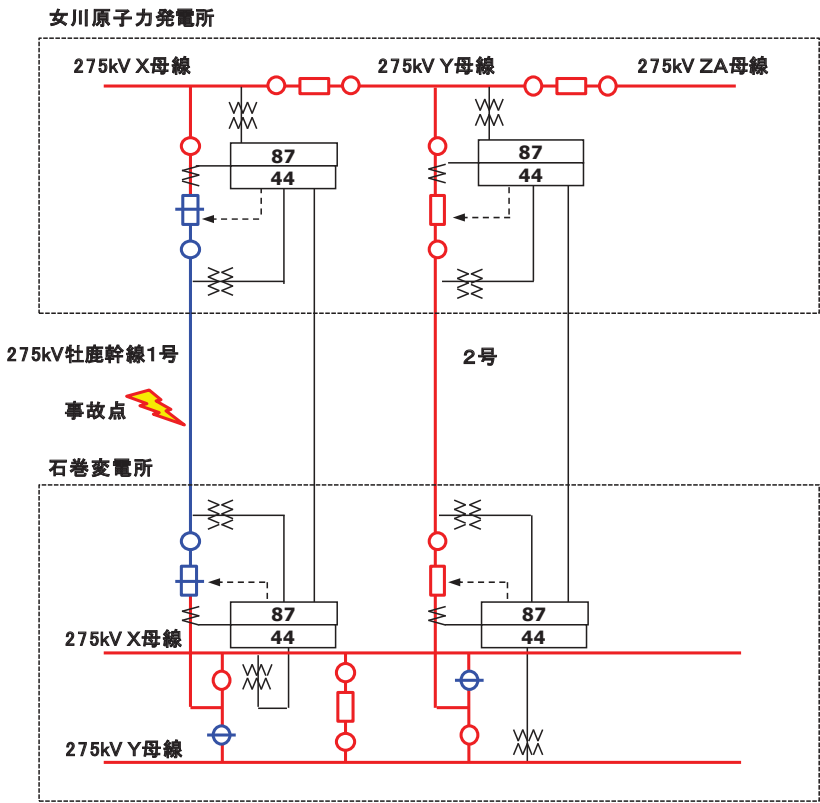 女川原子力発電所
275kV X母線
275kV Y母線
275kV ZA母線
87
44
87
44
275kV牡鹿幹線1号
2号
事故点
石巻変電所
87
44
87
44
275kV X母線
275kV Y母線